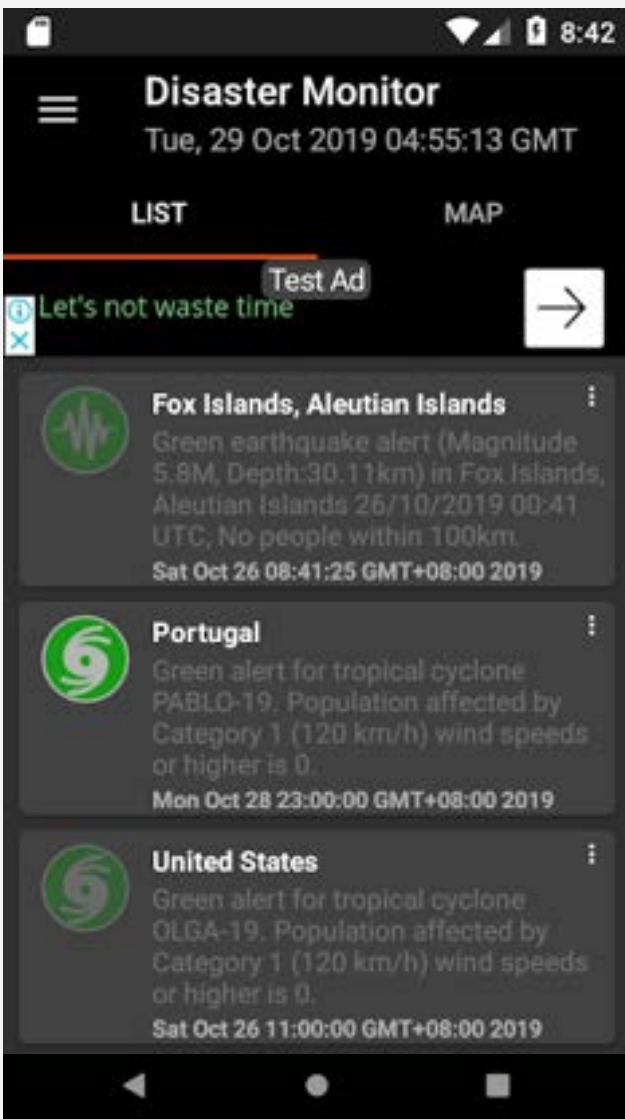 8:42
Disaster Monitor
Tue, 29 Oct 2019 04:55:13 GMT
LIST MAP
Test Ad
Let's not waste time
Fox Islands, Aleutian Islands
Green earthquake alert (Magnitude
5.8M, Depth:30.11km) in Fox Islands,
Aleutian Islands 26/10/2019 00:41
UTC, No people within 100km.
Sat Oct 26 08:41:25 GMT+08:00 2019
Portugal
Green alert for tropical cyclone
PABLO-19. Population affected by
Category 1 (120 km/h) wind speeds
or higher is 0.
Mon Oct 28 23:00:00 GMT+08:00 2019
United States
Green alert for tropical cyclone
OLGA-19. Population affected by
Category 1 (120 km/h) wind speeds
or higher is 0.
Sat Oct 26 11:00:00 GMT+08:00 2019